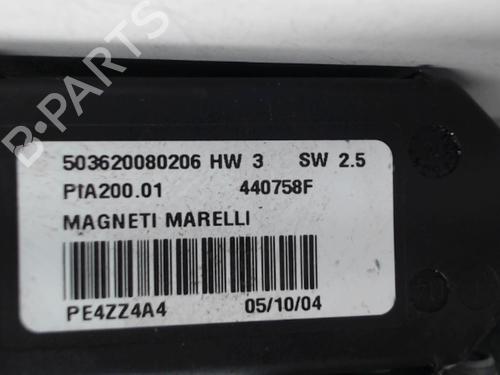 B-PARTS
503620080206 HW 3 SW 2.5
PIA200.01 440758F
MAGNETI MARELLI
PE4ZZ4A4 05/10/04